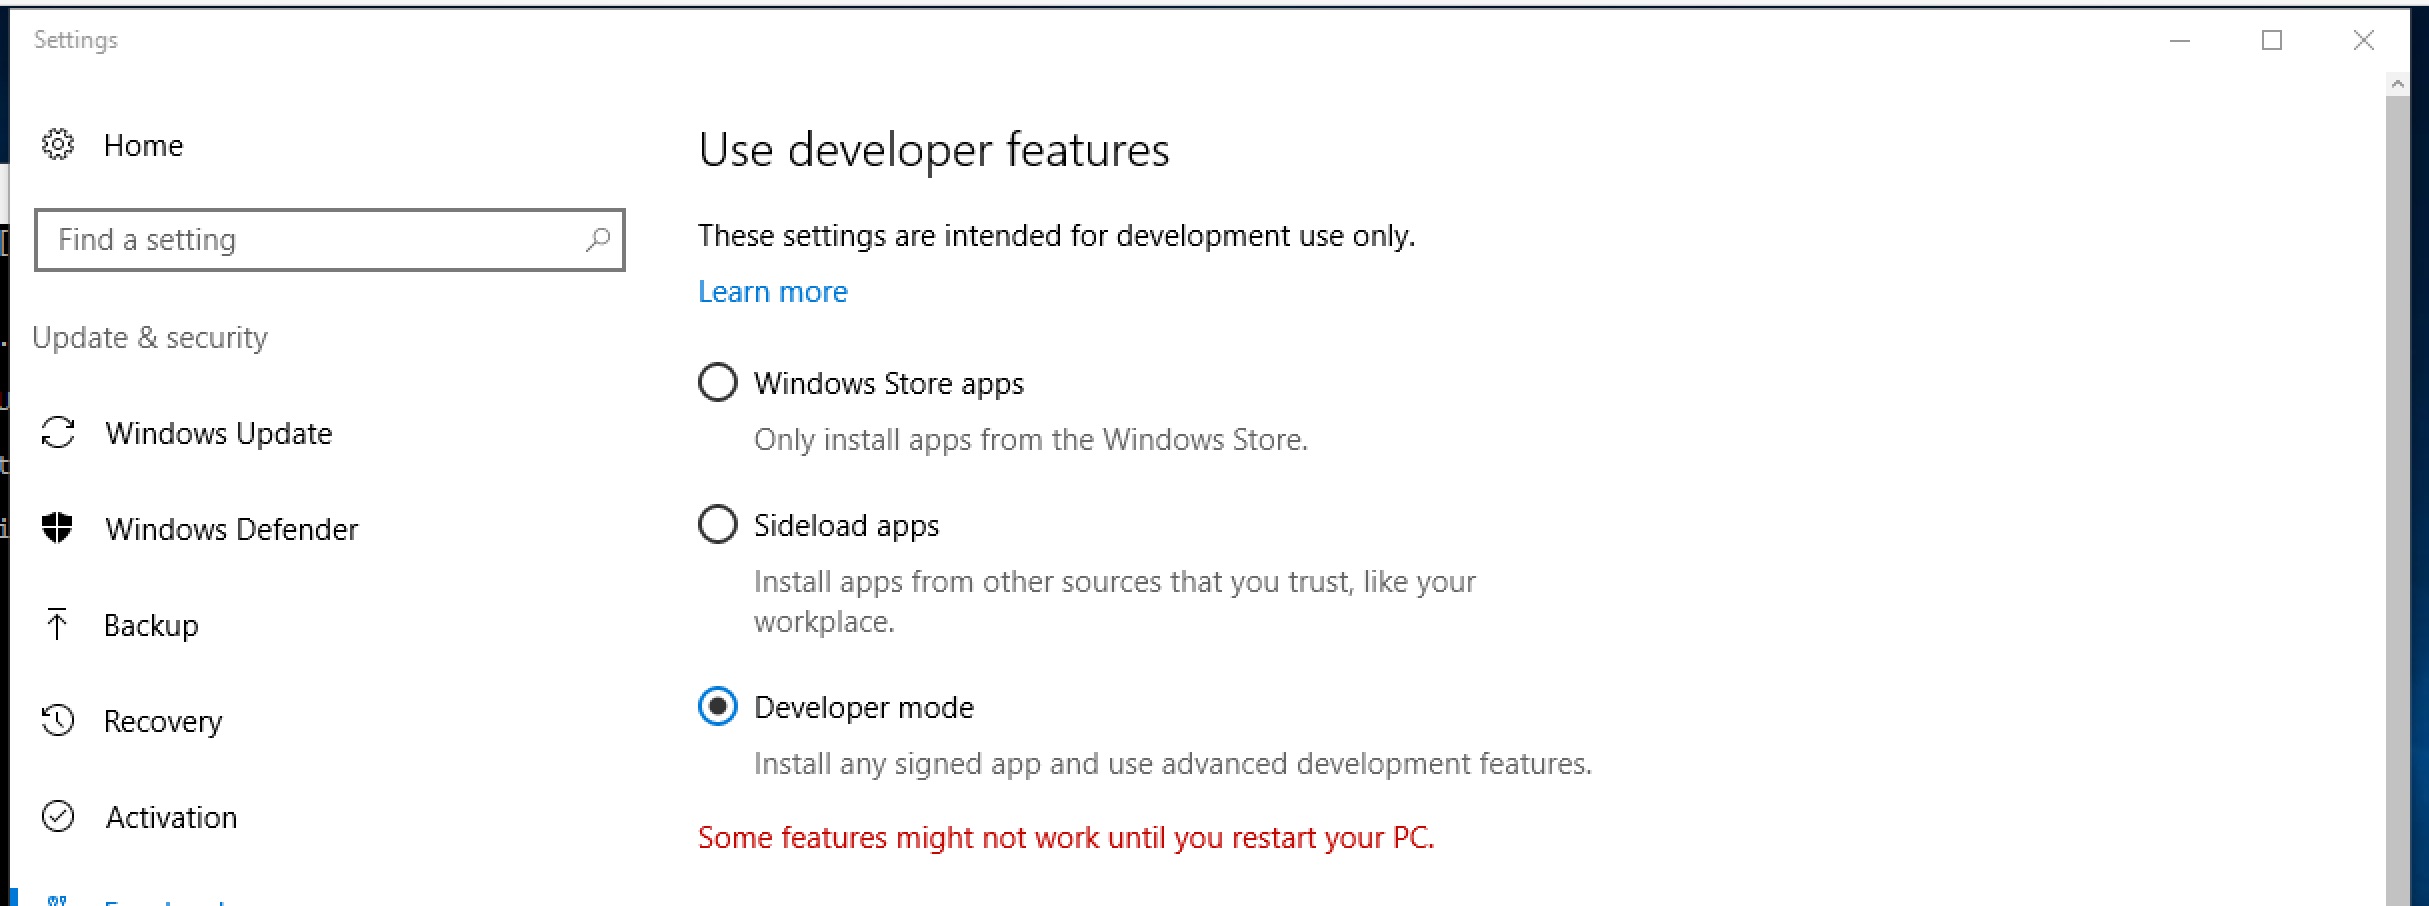 Settings
Home
Find a setting
Update & security
Windows Update
Windows Defender
Backup
Recovery
Activation
Use developer features
These settings are intended for development use only.
Learn more
Windows Store apps
Only install apps from the Windows Store.
Sideload apps
Install apps from other sources that you trust, like your
workplace.
Developer mode
Install any signed app and use advanced development features.
Some features might not work until you restart your PC.